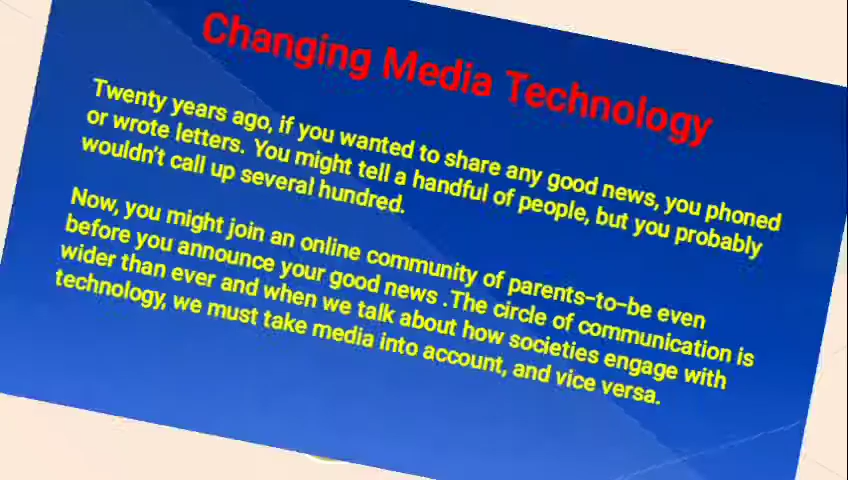 Changing Media Technology
Twenty years ago, if you wanted to share any good news, you phoned
or wrote letters. You might tell a handful of people, but you probably
wouldn't call up several hundred.
Now, you might join an online community of parents-to-be even
before you announce your good news .The circle of communication is
wider than ever and when we talk about how societies engage with
technology, we must take media into account, and vice versa.